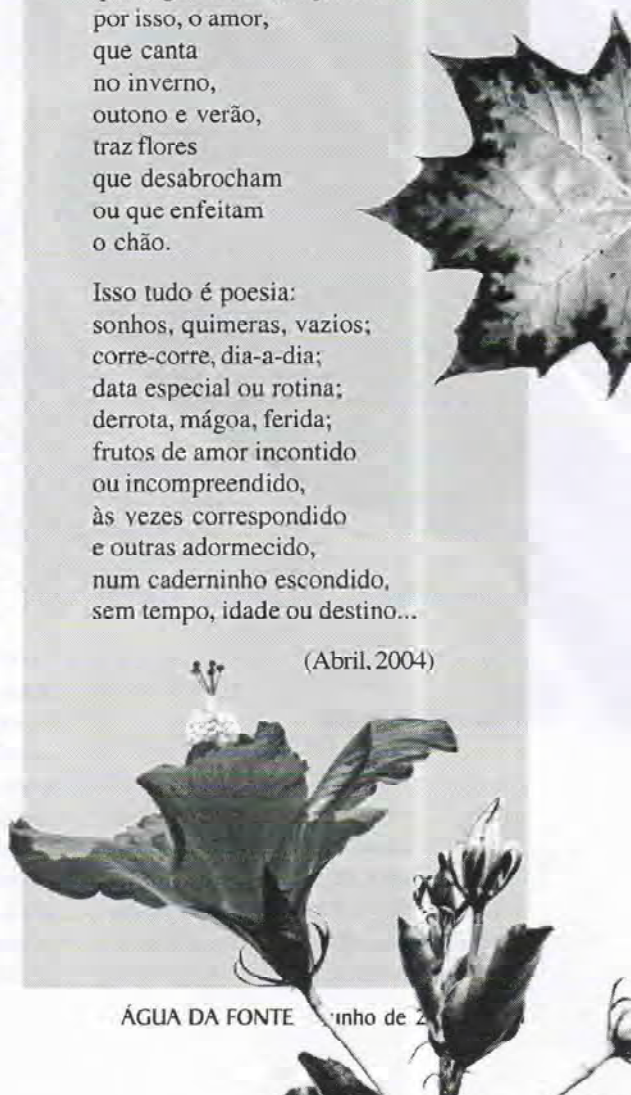 por isso, o amor,
que canta
no inverno,
outono e verão,
traz flores
que desabrocham
ou que enfeitam
o chão.
Isso tudo é poesia:
sonhos, quimeras, vazios;
corre-corre, dia-a-dia;
data especial ou rotina;
derrota, mágoa, ferida;
frutos de amor incontido
ou incompreendido,
às vezes correspondido
e outras adormecido,
num caderninho escondido,
sem tempo, idade ou destino...
(Abril, 2004)
ÁGUA DA FONTE unho de 2